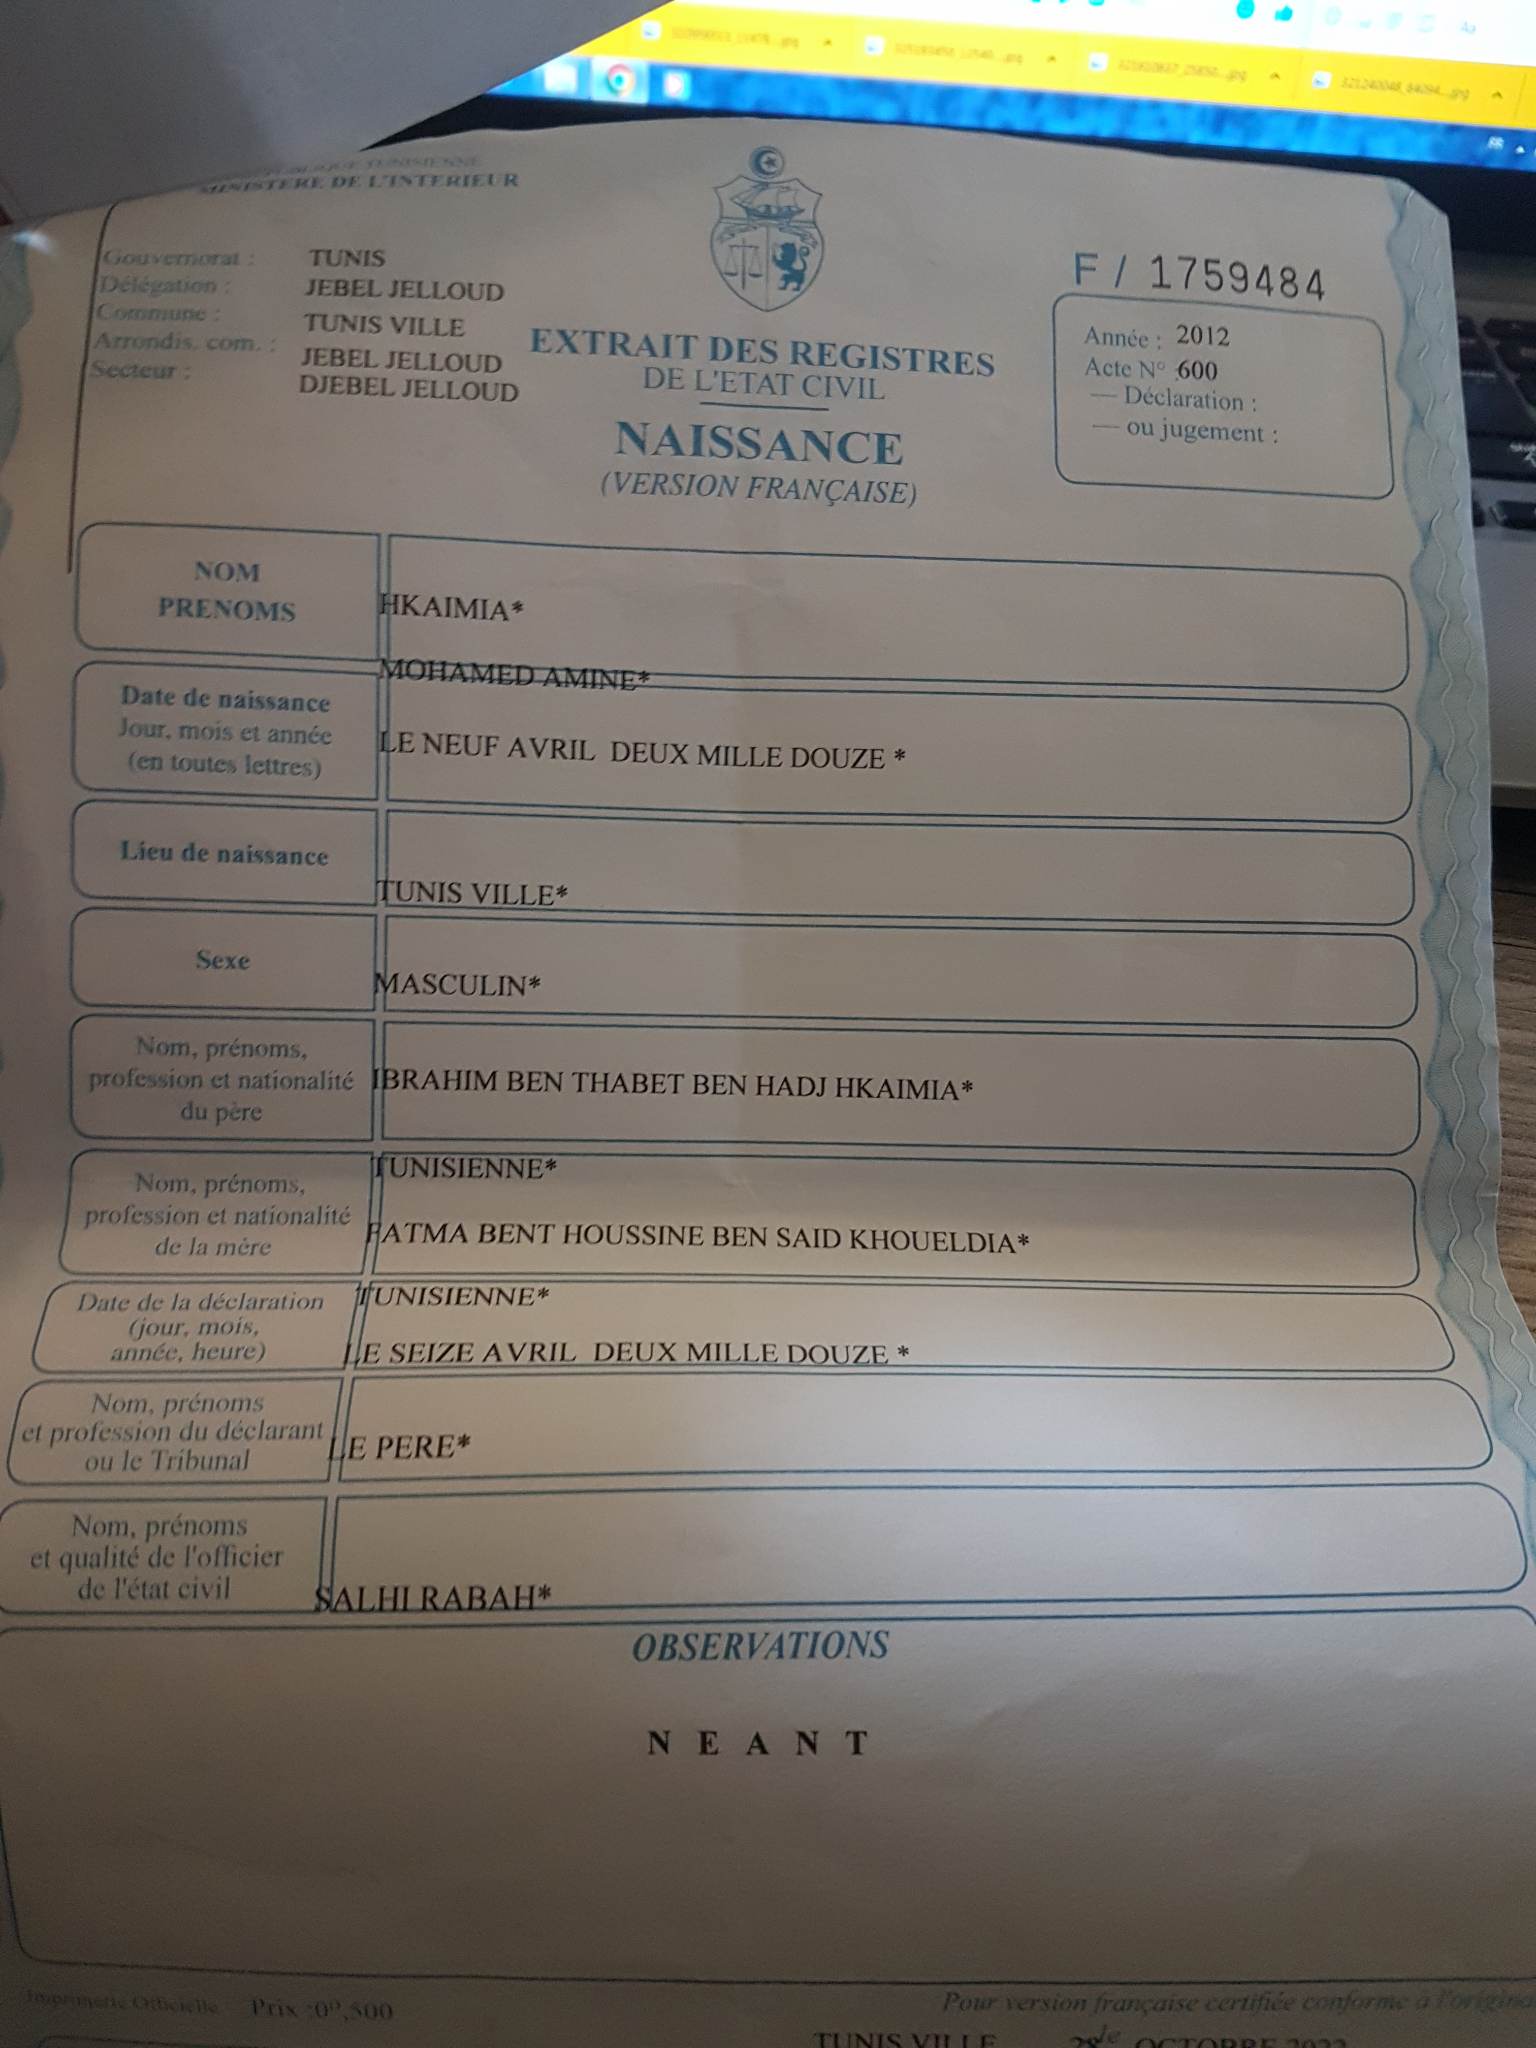 MINISTERE DE L'INTERIEUR
Gouvernorat : TUNIS
Délégation : JEBEL JELLOUD
Commune : TUNIS VILLE
Arrondis. com. : JEBEL JELLOUD
Secteur : DJEBEL JELLOUD
EXTRAIT DES REGISTRES
DE L'ETAT CIVIL
NAISSANCE
(VERSION FRANÇAISE)
F / 1759484
Année : 2012
Acte N° :600
— Déclaration :
— ou jugement :
NOM
PRENOMS
HKAIMIA*
MOHAMED AMINE*
Date de naissance
Jour, mois et année
(en toutes lettres)
LE NEUF AVRIL DEUX MILLE DOUZE *
Lieu de naissance
TUNIS VILLE*
Sexe
MASCULIN*
Nom, prénoms,
profession et nationalité
du père
IBRAHIM BEN THABET BEN HADJ HKAIMIA*
TUNISIENNE*
Nom, prénoms,
profession et nationalité
de la mère
FATMA BENT HOUSSINE BEN SAID KHOUELDIA*
TUNISIENNE*
Date de la déclaration
(jour, mois,
année, heure)
LE SEIZE AVRIL DEUX MILLE DOUZE *
Nom, prénoms
et profession du déclarant
ou le Tribunal
LE PERE*
Nom, prénoms
et qualité de l'officier
de l'état civil
SALHI RABAH*
OBSERVATIONS
N E A N T
Imprimerie Officielle Prix :0ᴰ,500
Pour version française certifiée conforme à l'origina
TUNIS VILLE le OCTOBRE